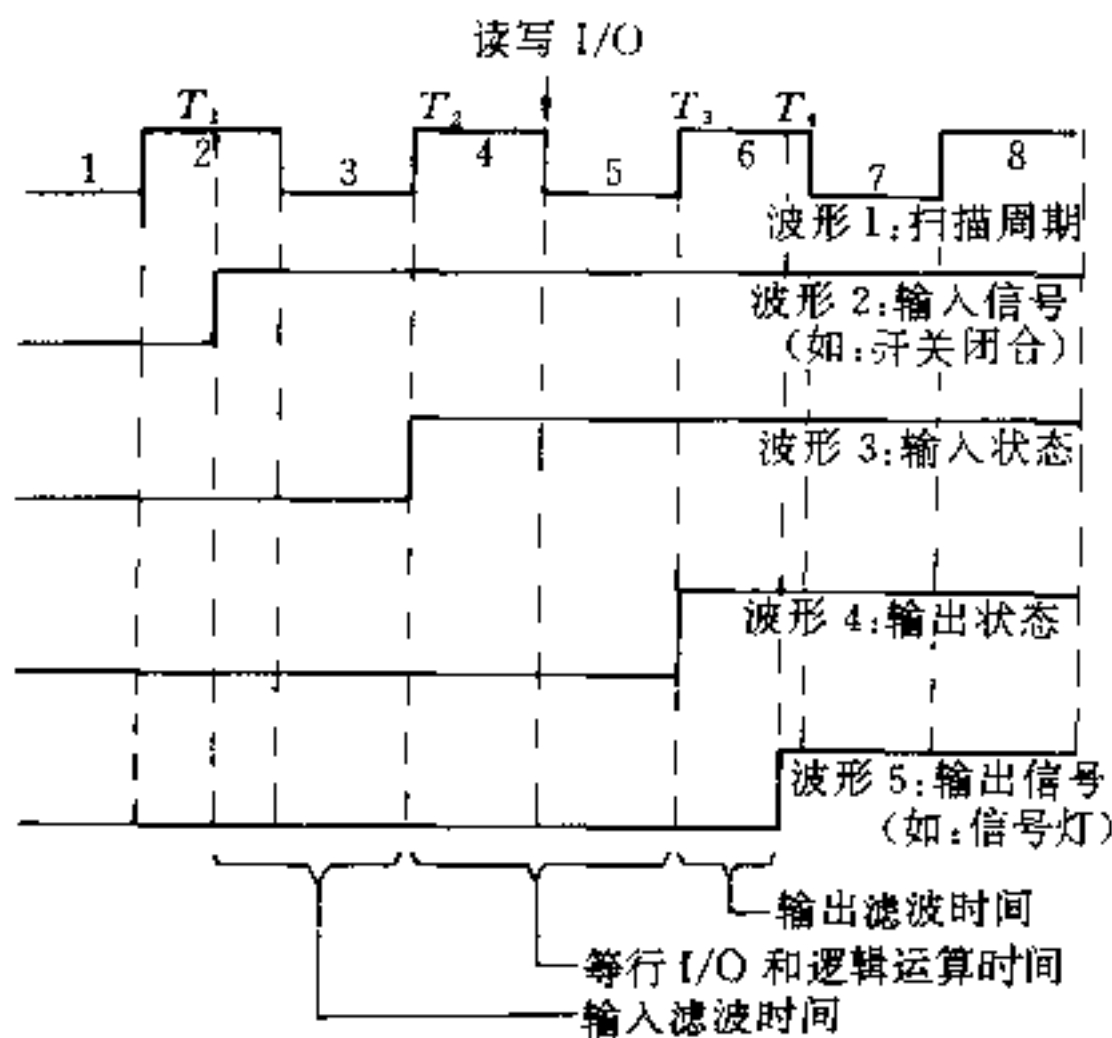 读写 I/O
T₁ T₂ T₃ T₄
1 2 3 4 5 6 7 8
波形 1:扫描周期
波形 2:输入信号
(如:开关闭合)
波形 3:输入状态
波形 4:输出状态
波形 5:输出信号
(如:信号灯)
输出滤波时间
等行 I/O 和逻辑运算时间
输入滤波时间